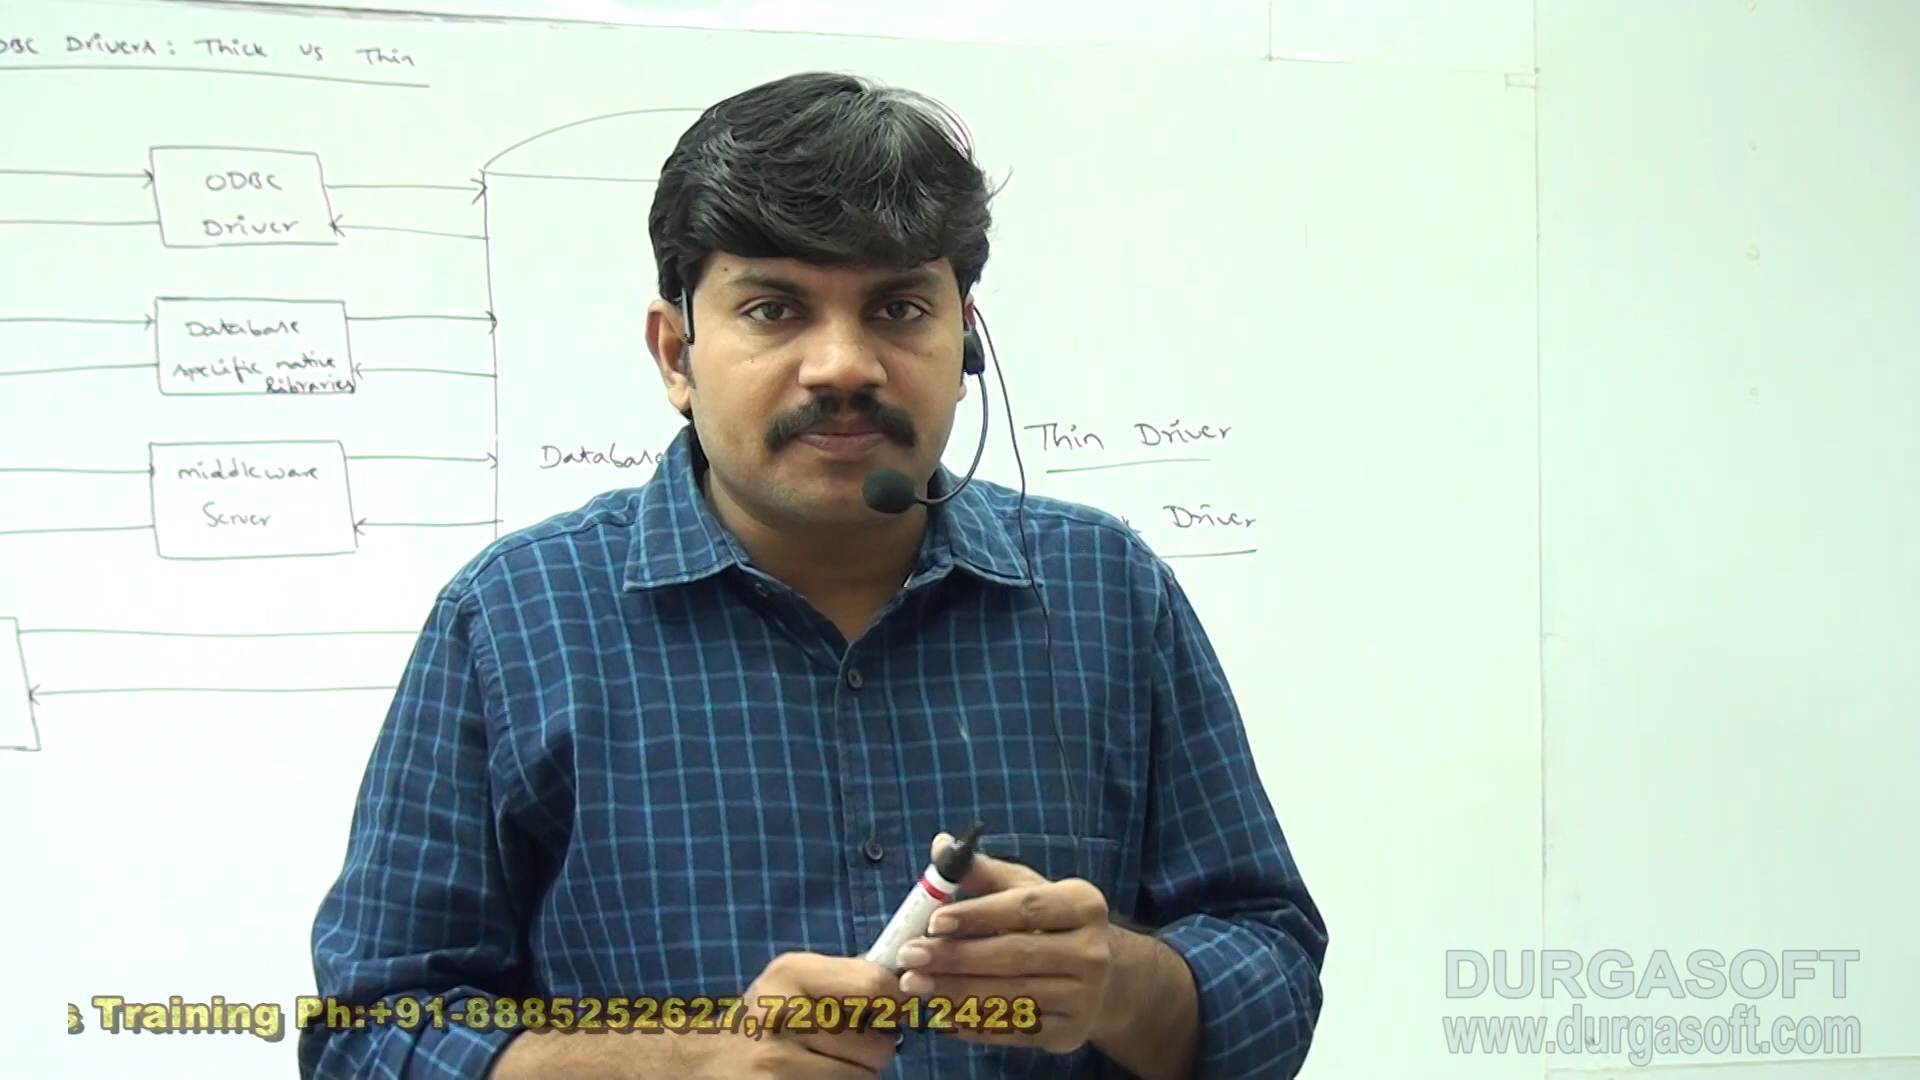 DBC Drivers: Thick vs Thin
ODBC
Driver
Database
specific native
libraries
middleware
Server
Database
Thin Driver
k Driver
s Training Ph:+91-8885252627,7207212428
DURGASOFT
www.durgasoft.com